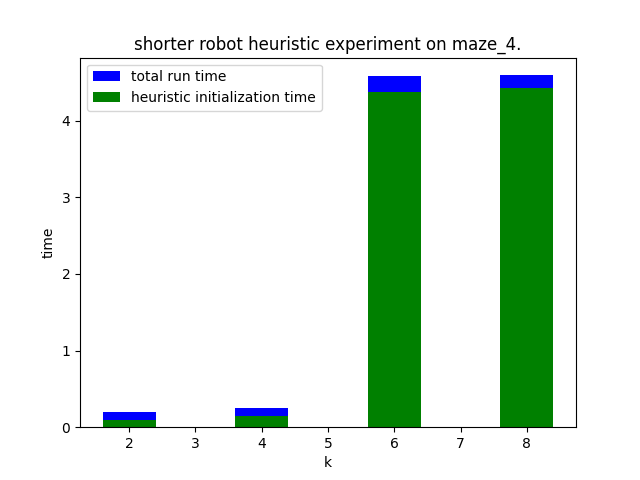 shorter robot heuristic experiment on maze_4.
total run time
heuristic initialization time
4
3
2
1
0
time
2 3 4 5 6 7 8
k